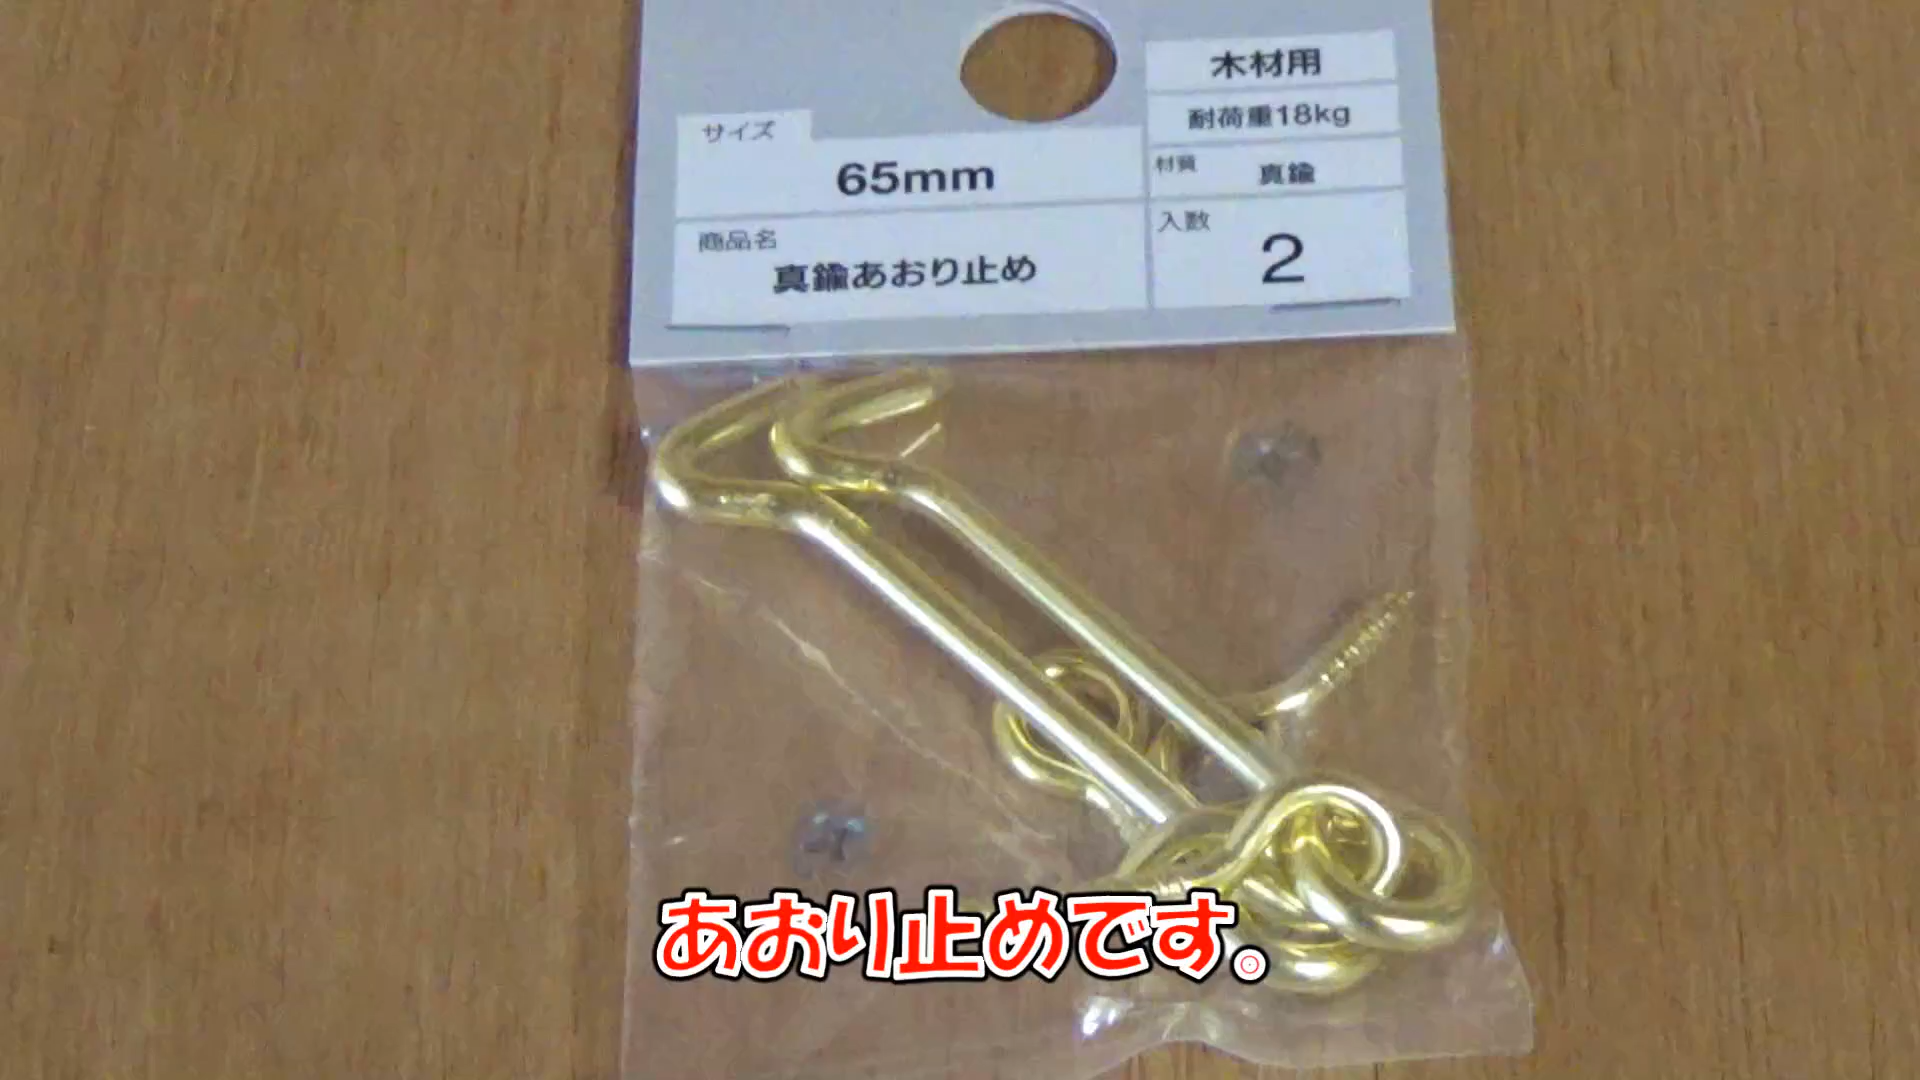 サイズ
65mm
商品名
真鍮あおり止め
木材用
耐荷重18kg
材質
真鍮
入数
2
あおり止めです。